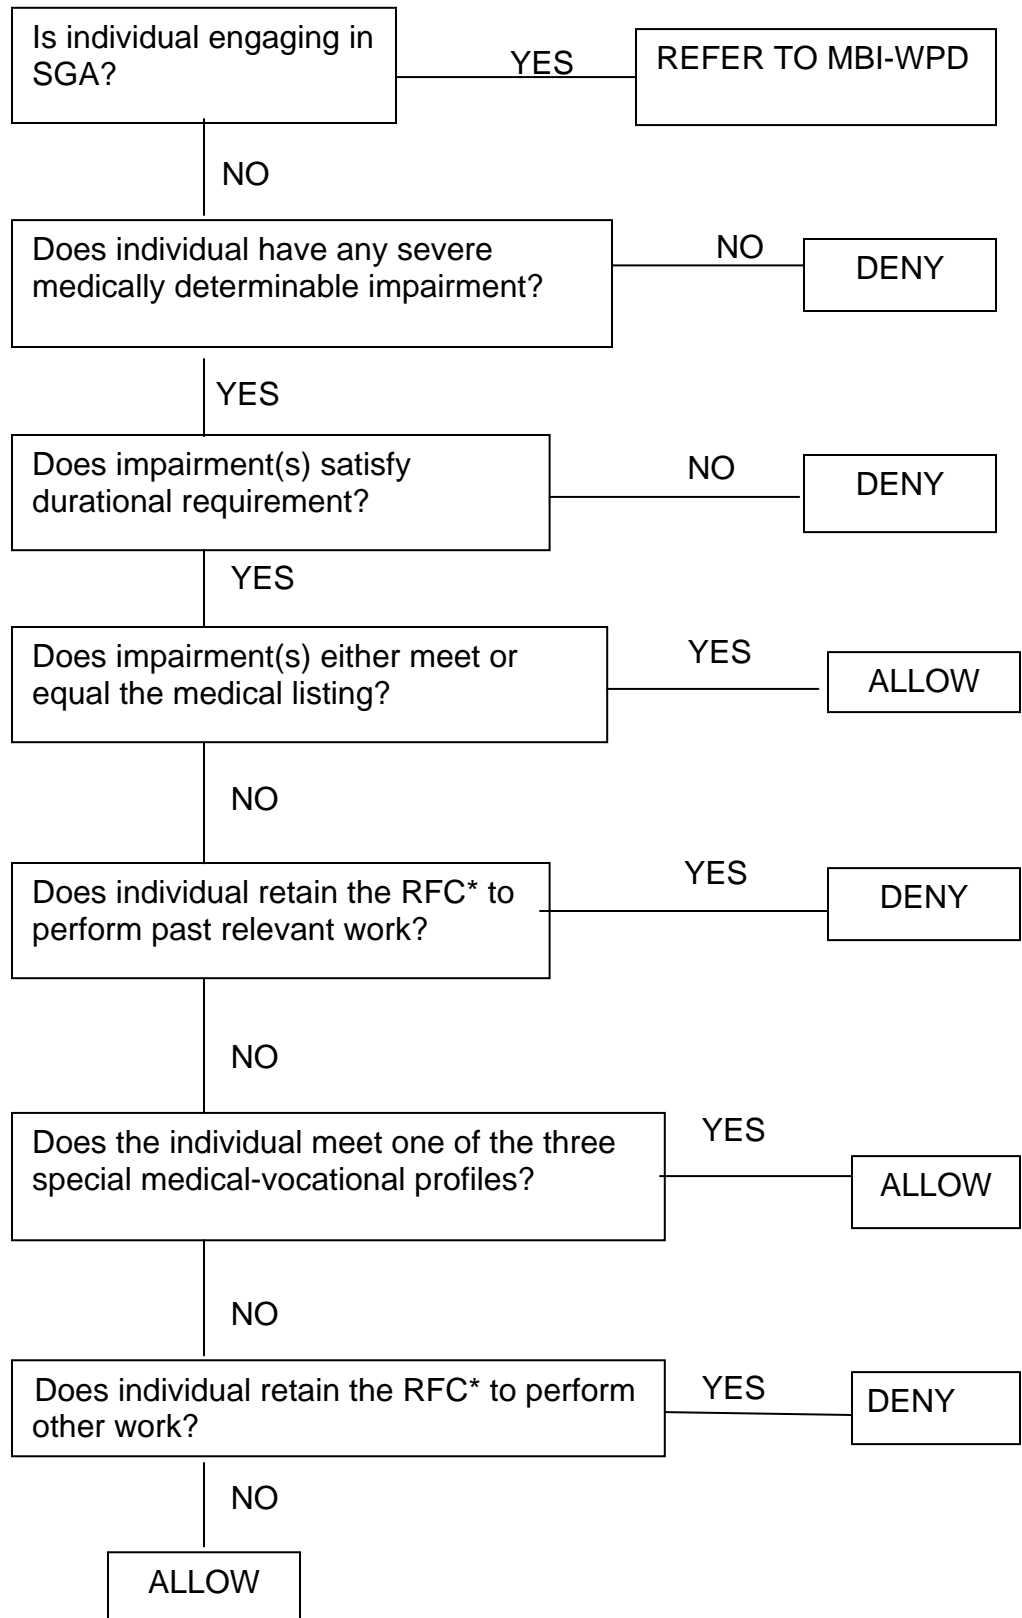 Is individual engaging in
SGA?
YES
REFER TO MBI-WPD
NO
Does individual have any severe
medically determinable impairment?
NO
DENY
YES
Does impairment(s) satisfy
durational requirement?
NO
DENY
YES
Does impairment(s) either meet or
equal the medical listing?
YES
ALLOW
NO
Does individual retain the RFC* to
perform past relevant work?
YES
DENY
NO
Does the individual meet one of the three
special medical-vocational profiles?
YES
ALLOW
NO
Does individual retain the RFC* to perform
other work?
YES
DENY
NO
ALLOW